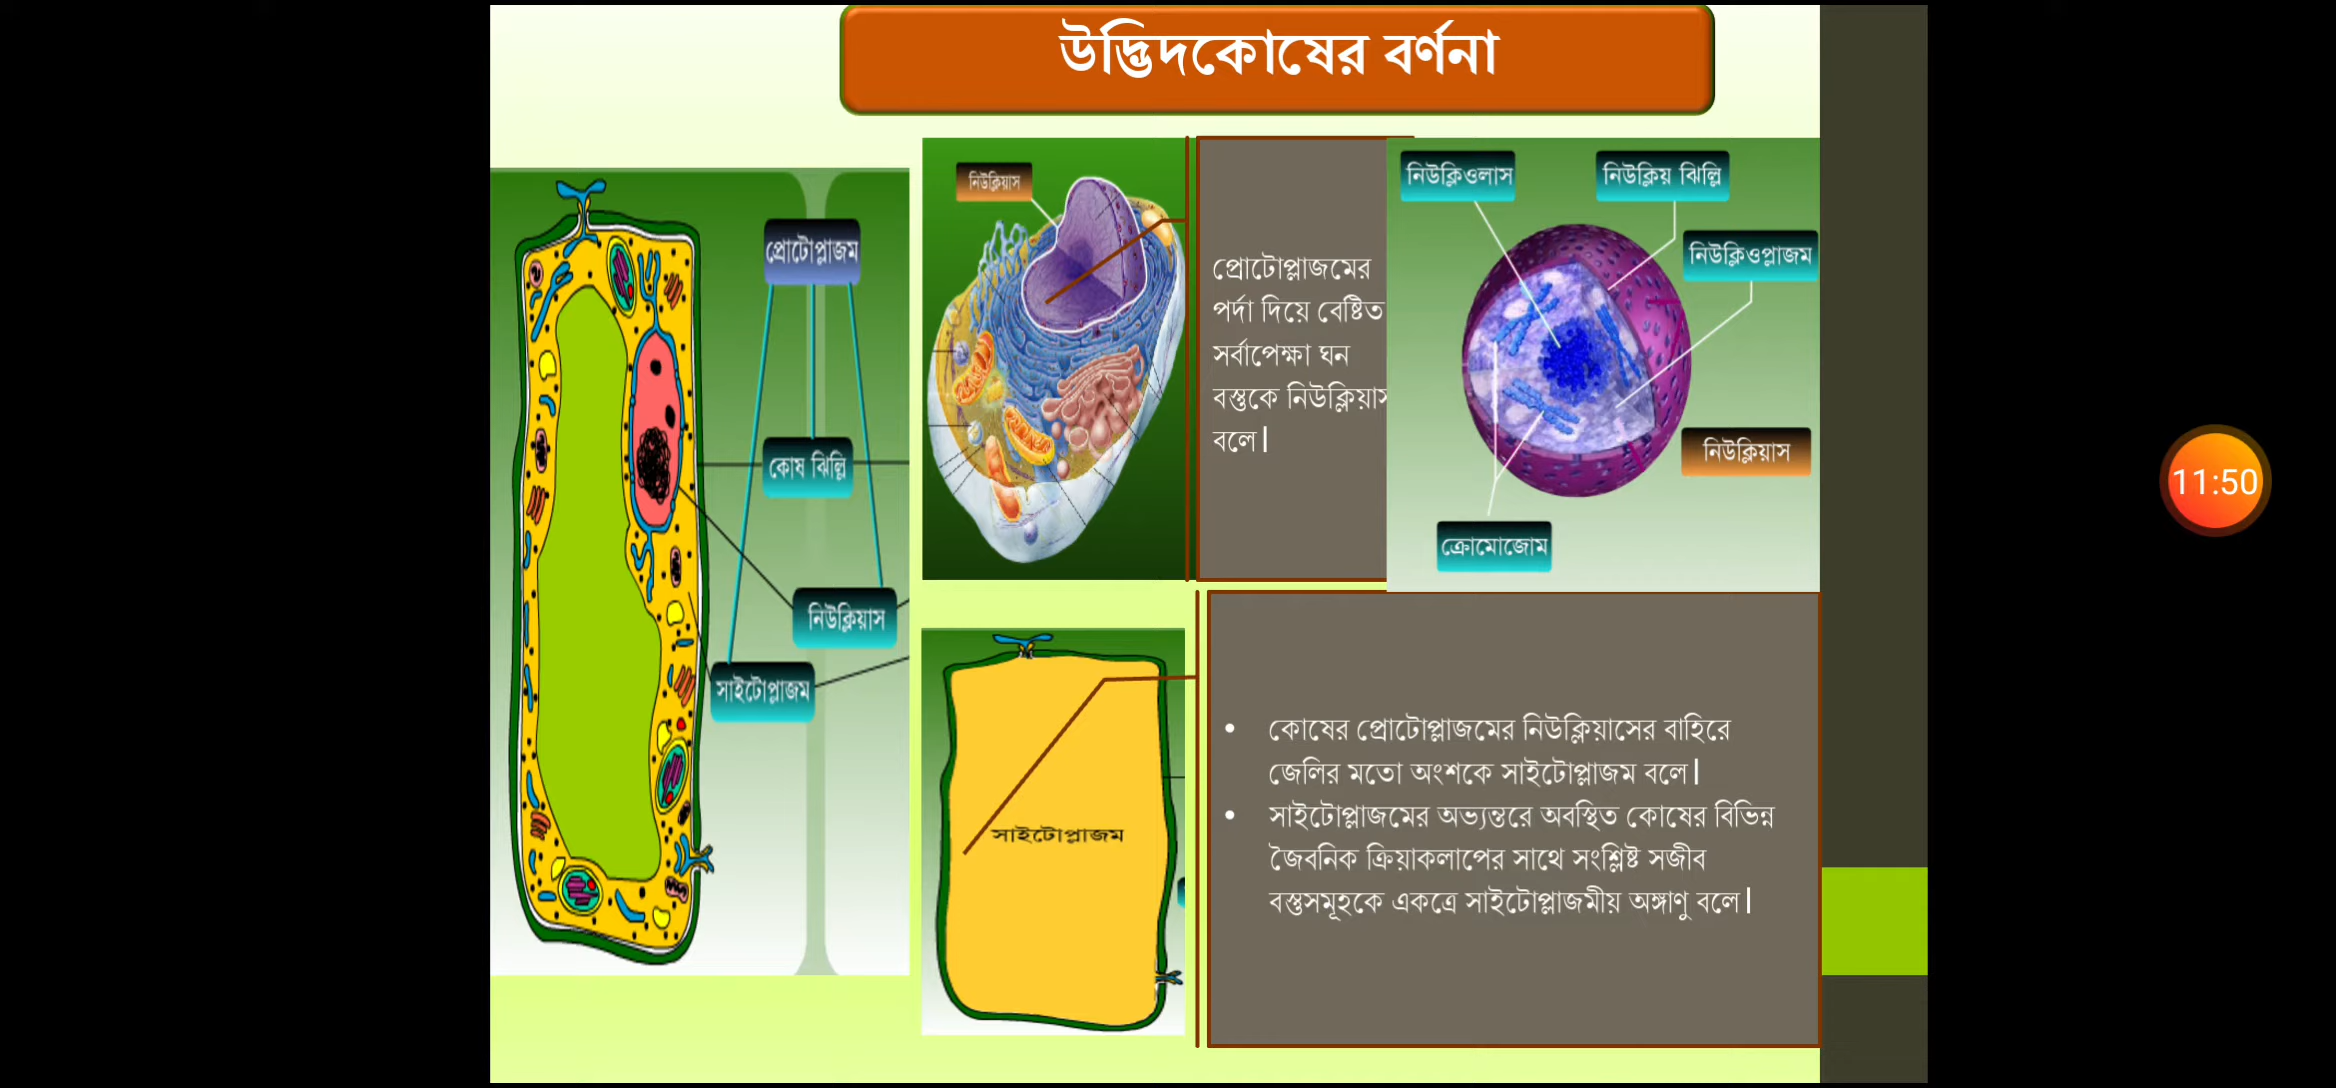 উদ্ভিদকোষের বর্ণনা
প্রোটোপ্লাজম
কোষ ঝিল্লি
নিউক্লিয়াস
সাইটোপ্লাজম
নিউক্লিয়াস
প্রোটোপ্লাজমের
পর্দা দিয়ে বেষ্টিত
সর্বাপেক্ষা ঘন
বস্তুকে নিউক্লিয়াস
বলে।
নিউক্লিওলাস
নিউক্লিয় ঝিল্লি
নিউক্লিওপ্লাজম
নিউক্লিয়াস
ক্রোমোজোম
সাইটোপ্লাজম
• কোষের প্রোটোপ্লাজমের নিউক্লিয়াসের বাহিরে
জেলির মতো অংশকে সাইটোপ্লাজম বলে।
• সাইটোপ্লাজমের অভ্যন্তরে অবস্থিত কোষের বিভিন্ন
জৈবনিক ক্রিয়াকলাপের সাথে সংশ্লিষ্ট সজীব
বস্তুসমূহকে একত্রে সাইটোপ্লাজমীয় অঙ্গাণু বলে।
11:50